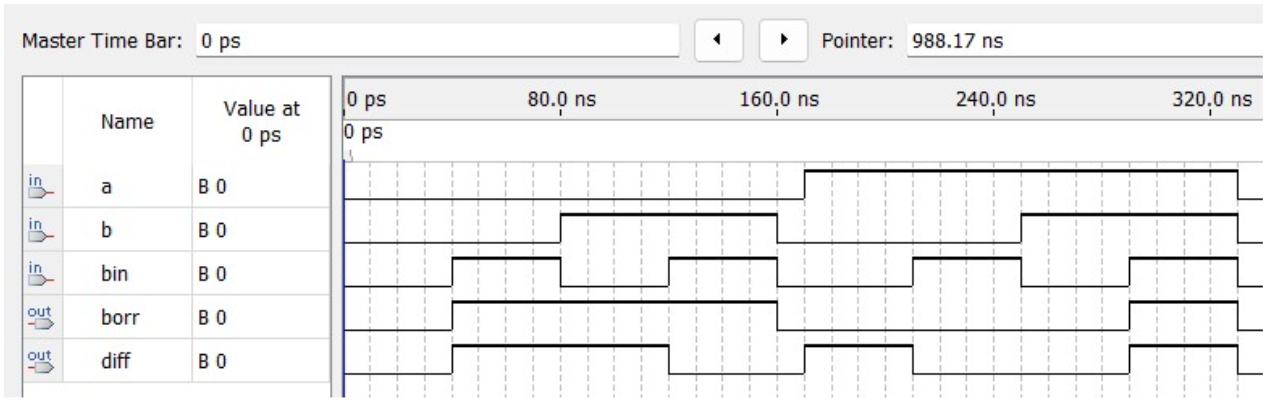 Master Time Bar: 0 ps Pointer: 988.17 ns
Name Value at 0 ps
0 ps 80.0 ns 160.0 ns 240.0 ns 320.0 ns
0 ps
in a B 0
in b B 0
in bin B 0
out borr B 0
out diff B 0